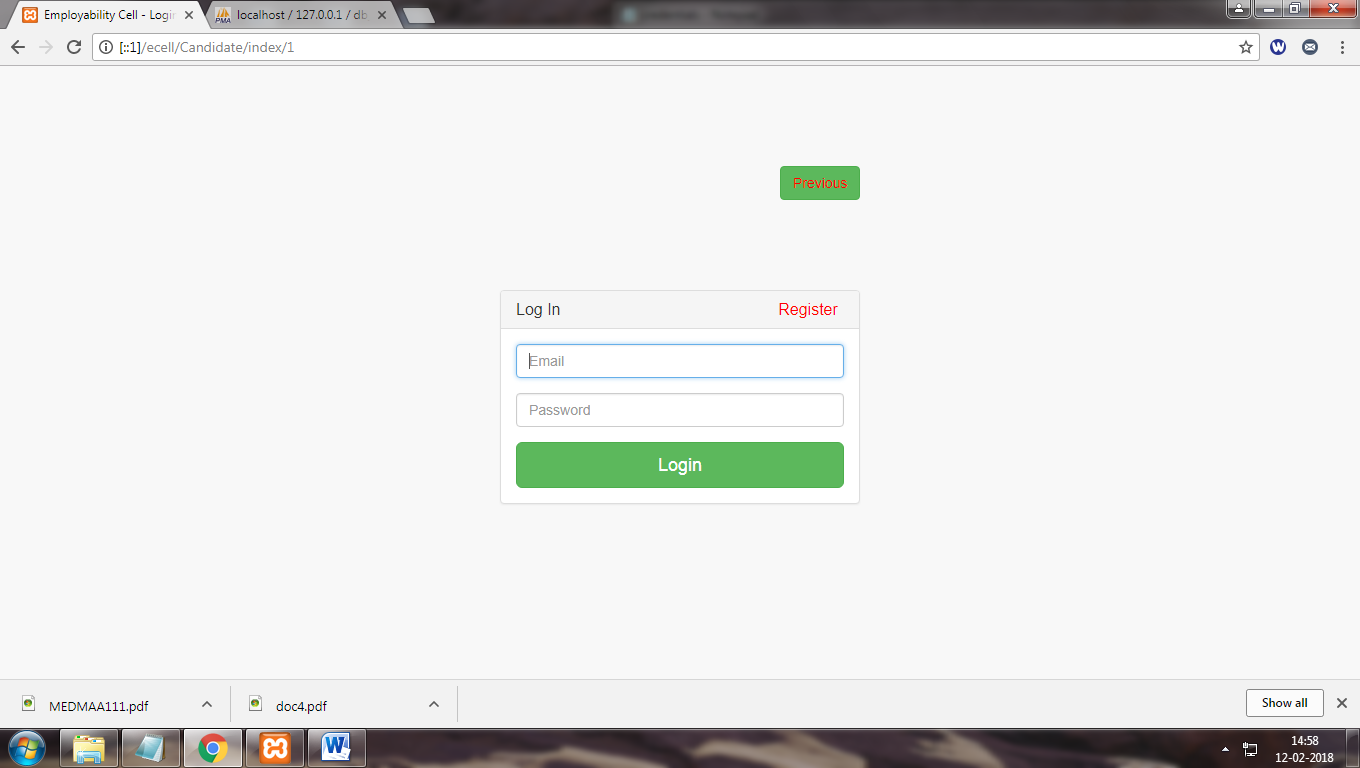 Employability Cell - Login
localhost / 127.0.0.1 / db
[::1]/ecell/Candidate/index/1
Previous
Log In Register
Email
Password
Login
MEDMAA111.pdf doc4.pdf Show all
14:58
12-02-2018